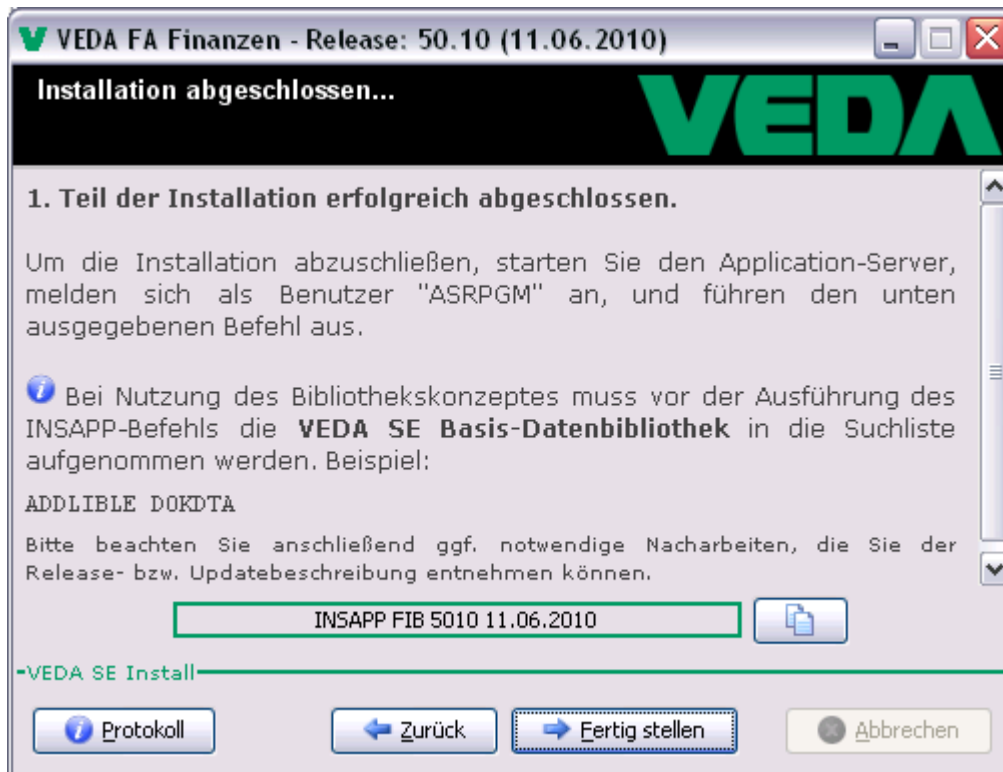 VEDA FA Finanzen - Release: 50.10 (11.06.2010)
Installation abgeschlossen...
VEDA
1. Teil der Installation erfolgreich abgeschlossen.
Um die Installation abzuschließen, starten Sie den Application-Server,
melden sich als Benutzer "ASRPGM" an, und führen den unten
ausgegebenen Befehl aus.
Bei Nutzung des Bibliothekskonzeptes muss vor der Ausführung des
INSAPP-Befehls die VEDA SE Basis-Datenbibliothek in die Suchliste
aufgenommen werden. Beispiel:
ADDLIBLE DOKDTA
Bitte beachten Sie anschließend ggf. notwendige Nacharbeiten, die Sie der
Release- bzw. Updatebeschreibung entnehmen können.
INSAPP FIB 5010 11.06.2010
VEDA SE Install
Protokoll
Zurück
Fertig stellen
Abbrechen